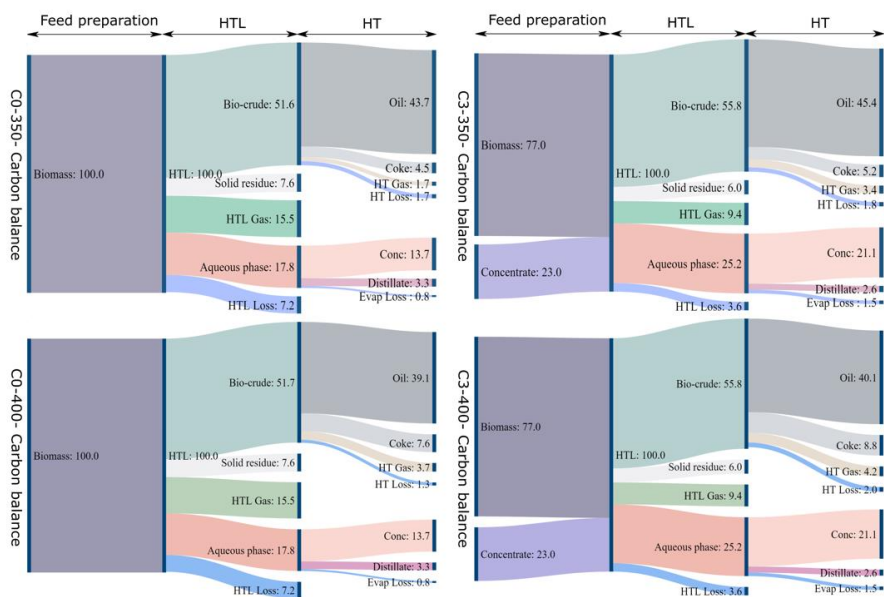 Feed preparation HTL HT
C0-350- Carbon balance
Biomass: 100.0
HTL: 100.0
Bio-crude: 51.6
Solid residue: 7.6
HTL Gas: 15.5
Aqueous phase: 17.8
HTL Loss: 7.2
Oil: 43.7
Coke: 4.5
HT Gas: 1.7
HT Loss: 1.7
Conc: 13.7
Distillate: 3.3
Evap Loss : 0.8
Feed preparation HTL HT
C3-350- Carbon balance
Biomass: 77.0
Concentrate: 23.0
HTL: 100.0
Bio-crude: 55.8
Solid residue: 6.0
HTL Gas: 9.4
Aqueous phase: 25.2
HTL Loss: 3.6
Oil: 45.4
Coke: 5.2
HT Gas: 3.4
HT Loss: 1.8
Conc: 21.1
Distillate: 2.6
Evap Loss : 1.5
C0-400- Carbon balance
Biomass: 100.0
HTL: 100.0
Bio-crude: 51.7
Solid residue: 7.6
HTL Gas: 15.5
Aqueous phase: 17.8
HTL Loss: 7.2
Oil: 39.1
Coke: 7.6
HT Gas: 3.7
HT Loss: 1.3
Conc: 13.7
Distillate: 3.3
Evap Loss: 0.8
C3-400- Carbon balance
Biomass: 77.0
Concentrate: 23.0
HTL: 100.0
Bio-crude: 55.8
Solid residue: 6.0
HTL Gas: 9.4
Aqueous phase: 25.2
HTL Loss: 3.6
Oil: 40.1
Coke: 8.8
HT Gas: 4.2
HT Loss: 2.0
Conc: 21.1
Distillate: 2.6
Evap Loss: 1.5